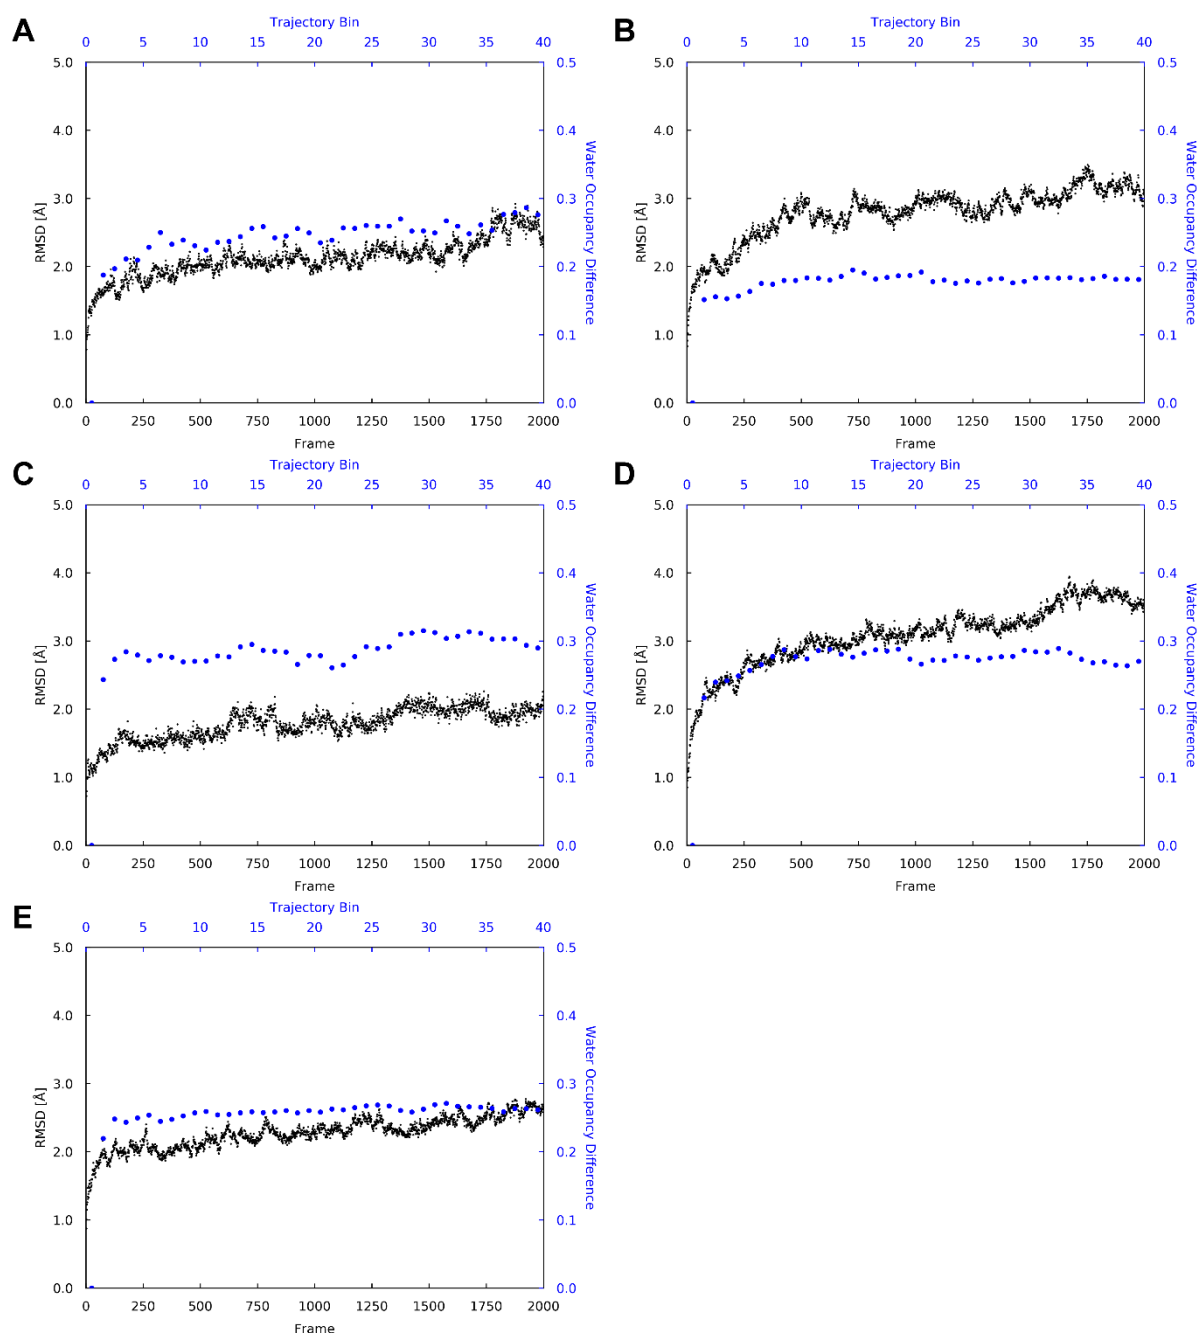 A
Trajectory Bin
0 5 10 15 20 25 30 35 40
5.0 4.0 3.0 2.0 1.0 0.0
RMSD [Å]
0.5 0.4 0.3 0.2 0.1 0.0
Water Occupancy Difference
0 250 500 750 1000 1250 1500 1750 2000
Frame
B
Trajectory Bin
0 5 10 15 20 25 30 35 40
5.0 4.0 3.0 2.0 1.0 0.0
RMSD [Å]
0.5 0.4 0.3 0.2 0.1 0.0
Water Occupancy Difference
0 250 500 750 1000 1250 1500 1750 2000
Frame
C
Trajectory Bin
0 5 10 15 20 25 30 35 40
5.0 4.0 3.0 2.0 1.0 0.0
RMSD [Å]
0.5 0.4 0.3 0.2 0.1 0.0
Water Occupancy Difference
0 250 500 750 1000 1250 1500 1750 2000
Frame
D
Trajectory Bin
0 5 10 15 20 25 30 35 40
5.0 4.0 3.0 2.0 1.0 0.0
RMSD [Å]
0.5 0.4 0.3 0.2 0.1 0.0
Water Occupancy Difference
0 250 500 750 1000 1250 1500 1750 2000
Frame
E
Trajectory Bin
0 5 10 15 20 25 30 35 40
5.0 4.0 3.0 2.0 1.0 0.0
RMSD [Å]
0.5 0.4 0.3 0.2 0.1 0.0
Water Occupancy Difference
0 250 500 750 1000 1250 1500 1750 2000
Frame